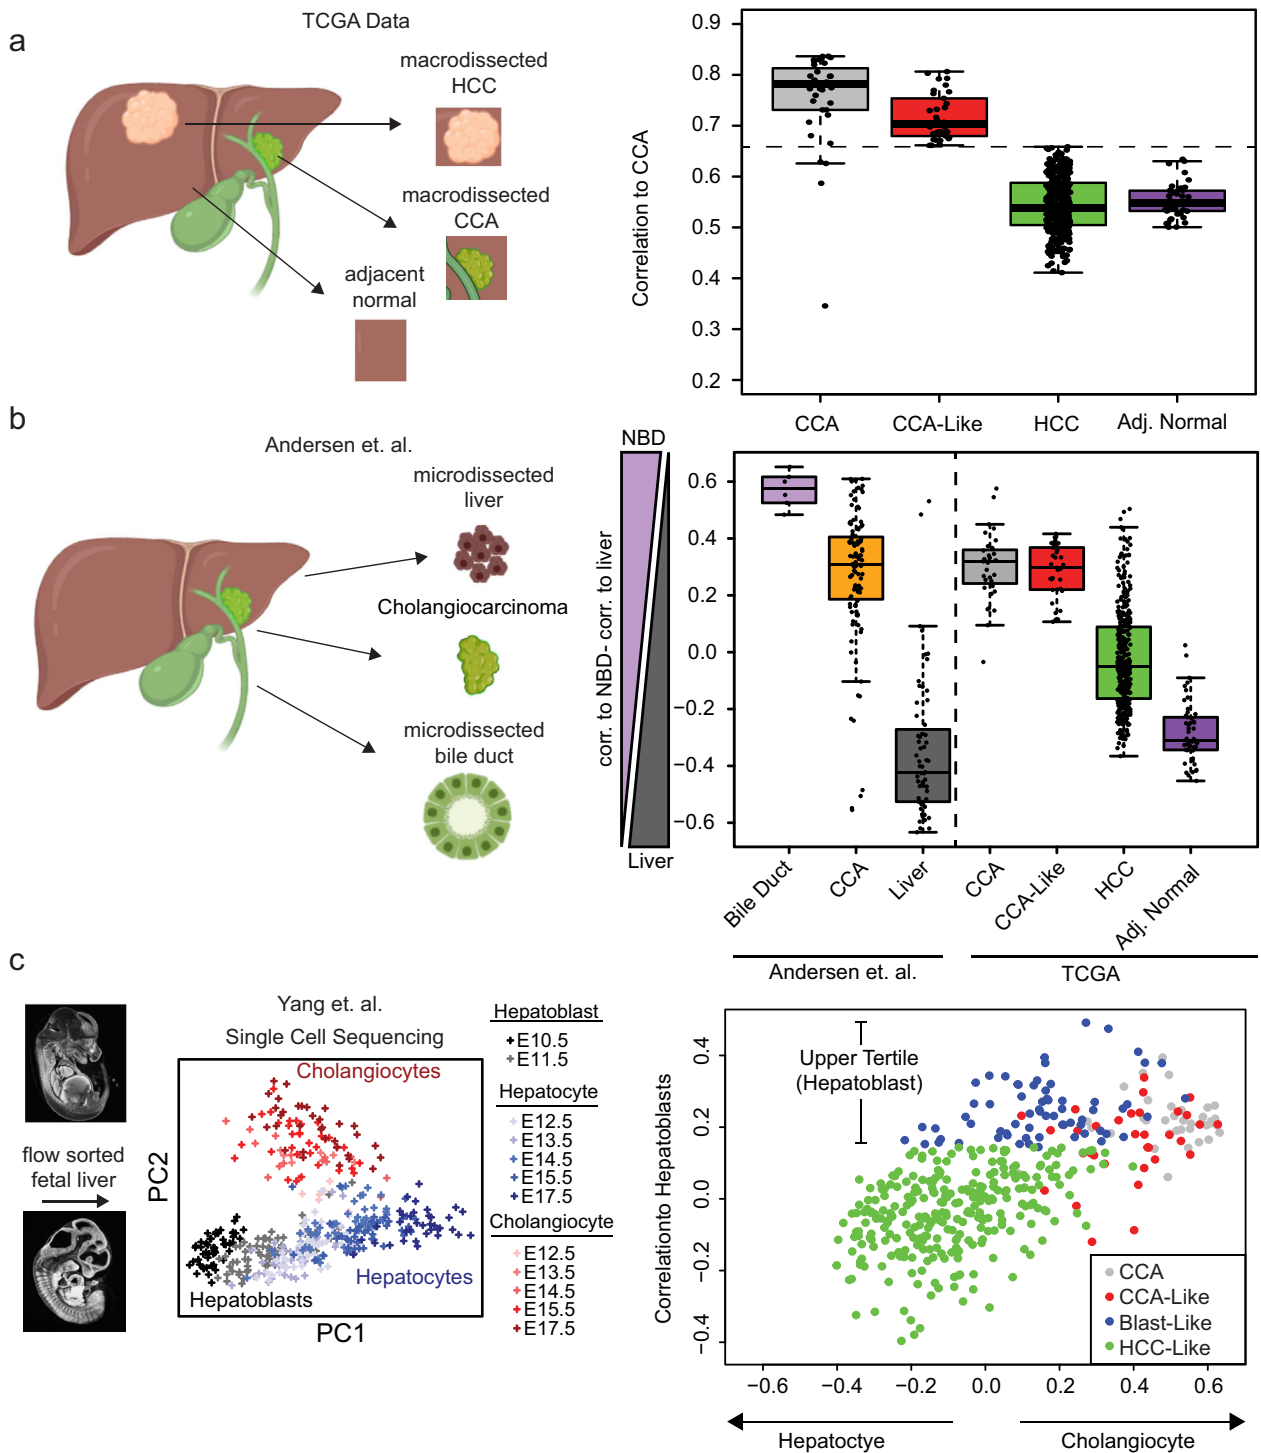 a
TCGA Data
macrodissected
HCC
macrodissected
CCA
adjacent
normal
Correlation to CCA
0.9
0.8
0.7
0.6
0.5
0.4
0.3
0.2
CCA
CCA-Like
HCC
Adj. Normal
b
Andersen et. al.
microdissected
liver
Cholangiocarcinoma
microdissected
bile duct
NBD
corr. to NBD- corr. to liver
Liver
0.6
0.4
0.2
0.0
−0.2
−0.4
−0.6
Bile Duct
CCA
Liver
CCA
CCA-Like
HCC
Adj. Normal
Andersen et. al.
TCGA
c
flow sorted
fetal liver
Yang et. al.
Single Cell Sequencing
Cholangiocytes
Hepatoblasts
Hepatocytes
PC2
PC1
Hepatoblast
E10.5
E11.5
Hepatocyte
E12.5
E13.5
E14.5
E15.5
E17.5
Cholangiocyte
E12.5
E13.5
E14.5
E15.5
E17.5
Correlationto Hepatoblasts
0.4
0.2
0.0
−0.2
−0.4
Upper Tertile
(Hepatoblast)
CCA
CCA-Like
Blast-Like
HCC-Like
−0.6
−0.4
−0.2
0.0
0.2
0.4
0.6
Hepatoctye
Cholangiocyte